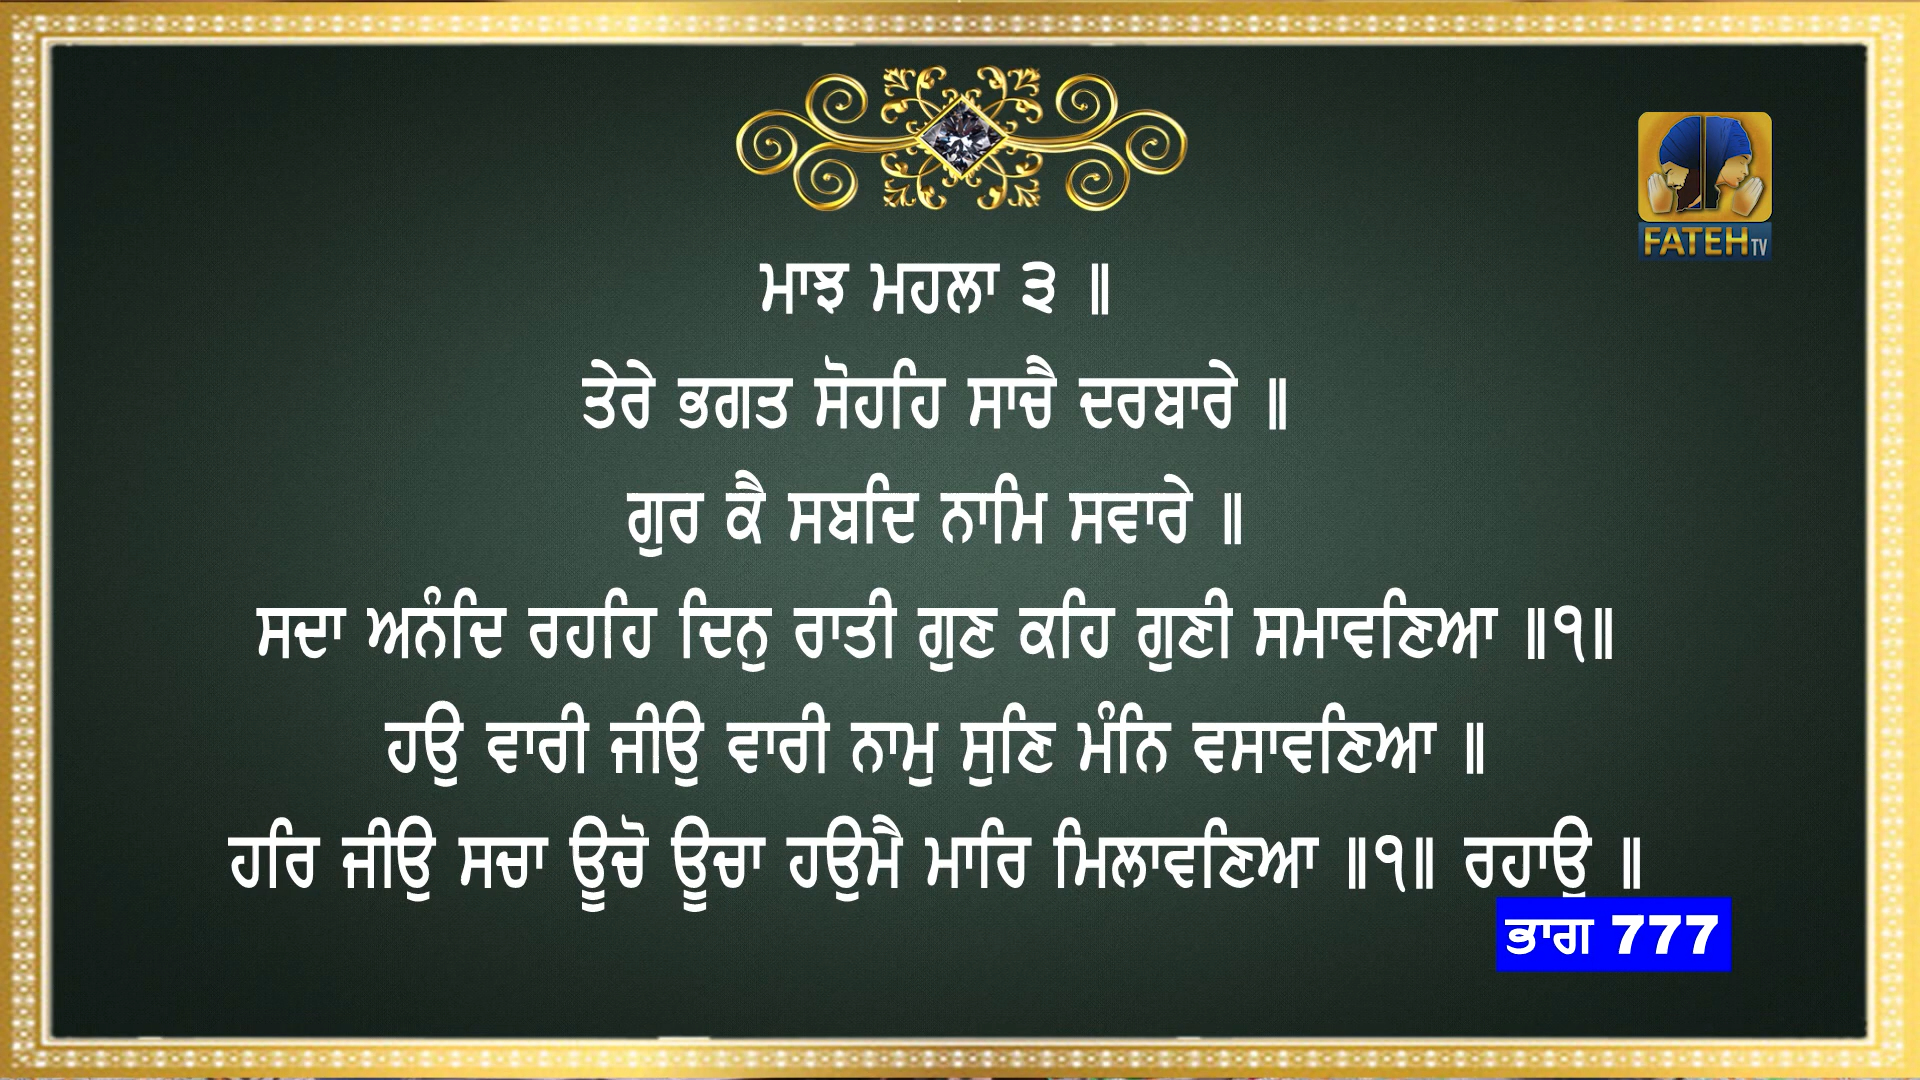 FATEH TV
ਮਾਝ ਮਹਲਾ ੩ ॥
ਤੇਰੇ ਭਗਤ ਸੋਹਹਿ ਸਾਚੈ ਦਰਬਾਰੇ ॥
ਗੁਰ ਕੈ ਸਬਦਿ ਨਾਮਿ ਸਵਾਰੇ ॥
ਸਦਾ ਅਨੰਦਿ ਰਹਹਿ ਦਿਨੁ ਰਾਤੀ ਗੁਣ ਕਹਿ ਗੁਣੀ ਸਮਾਵਣਿਆ ॥੧॥
ਹਉ ਵਾਰੀ ਜੀਉ ਵਾਰੀ ਨਾਮੁ ਸੁਣਿ ਮੰਨਿ ਵਸਾਵਣਿਆ ॥
ਹਰਿ ਜੀਉ ਸਚਾ ਊਚੋ ਊਚਾ ਹਉਮੈ ਮਾਰਿ ਮਿਲਾਵਣਿਆ ॥੧॥ ਰਹਾਉ ॥
ਭਾਗ 777